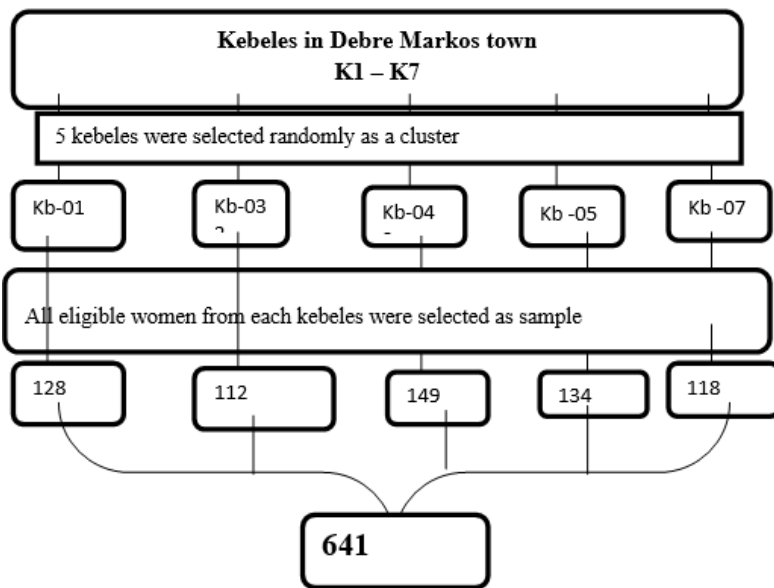 Kebeles in Debre Markos town
K1 – K7
5 kebeles were selected randomly as a cluster
Kb-01
Kb-03
Kb-04
Kb -05
Kb -07
All eligible women from each kebeles were selected as sample
128
112
149
134
118
641